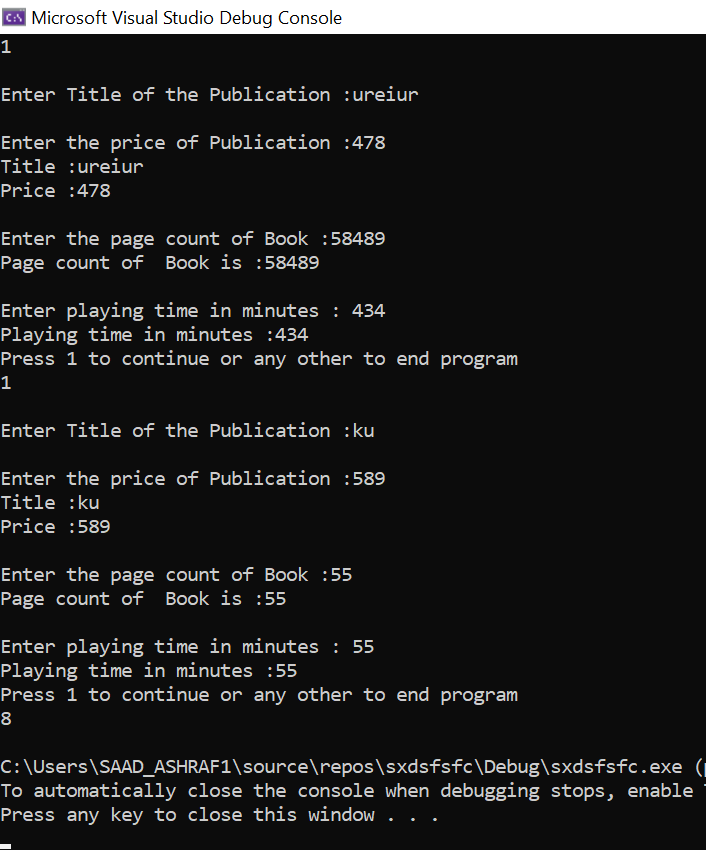 Microsoft Visual Studio Debug Console
1
Enter Title of the Publication :ureiur
Enter the price of Publication :478
Title :ureiur
Price :478
Enter the page count of Book :58489
Page count of  Book is :58489
Enter playing time in minutes : 434
Playing time in minutes :434
Press 1 to continue or any other to end program
1
Enter Title of the Publication :ku
Enter the price of Publication :589
Title :ku
Price :589
Enter the page count of Book :55
Page count of  Book is :55
Enter playing time in minutes : 55
Playing time in minutes :55
Press 1 to continue or any other to end program
8
C:\Users\SAAD_ASHRAF1\source\repos\sxdsfsfc\Debug\sxdsfsfc.exe (
To automatically close the console when debugging stops, enable
Press any key to close this window . . .